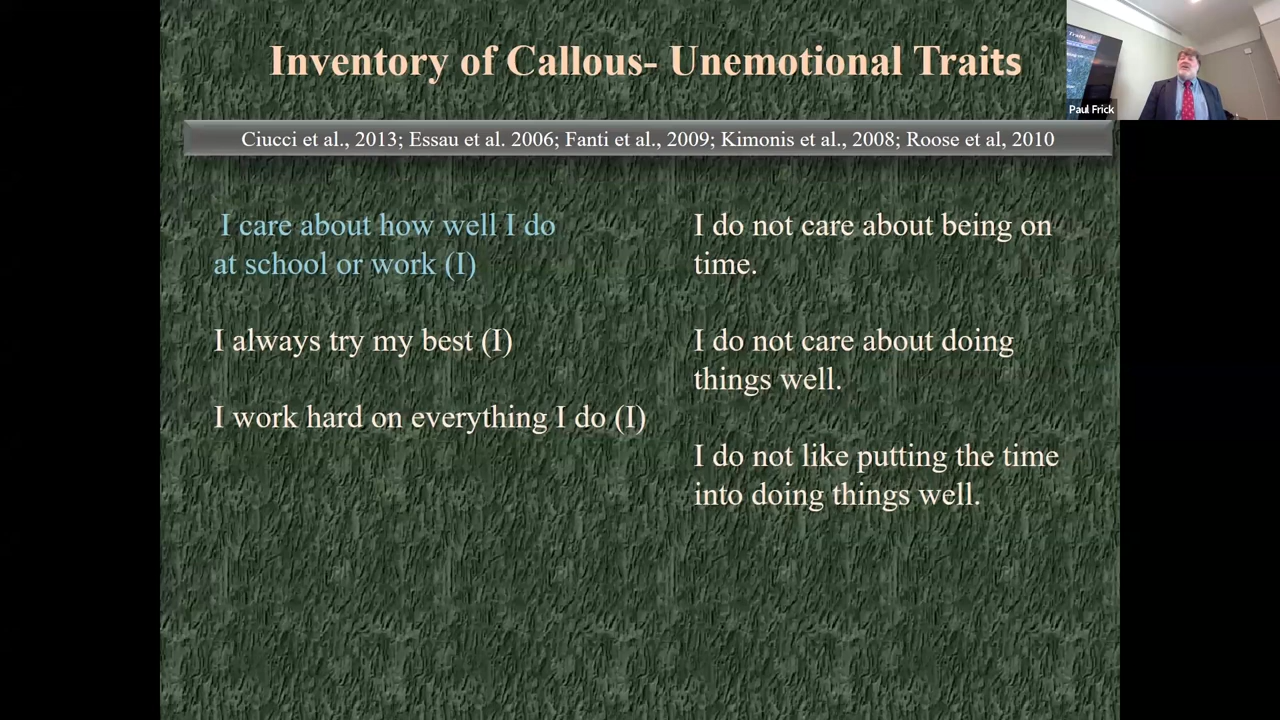 Inventory of Callous- Unemotional Traits
Ciucci et al., 2013; Essau et al. 2006; Fanti et al., 2009; Kimonis et al., 2008; Roose et al, 2010
I care about how well I do
at school or work (I)
I always try my best (I)
I work hard on everything I do (I)
I do not care about being on
time.
I do not care about doing
things well.
I do not like putting the time
into doing things well.
Paul Frick